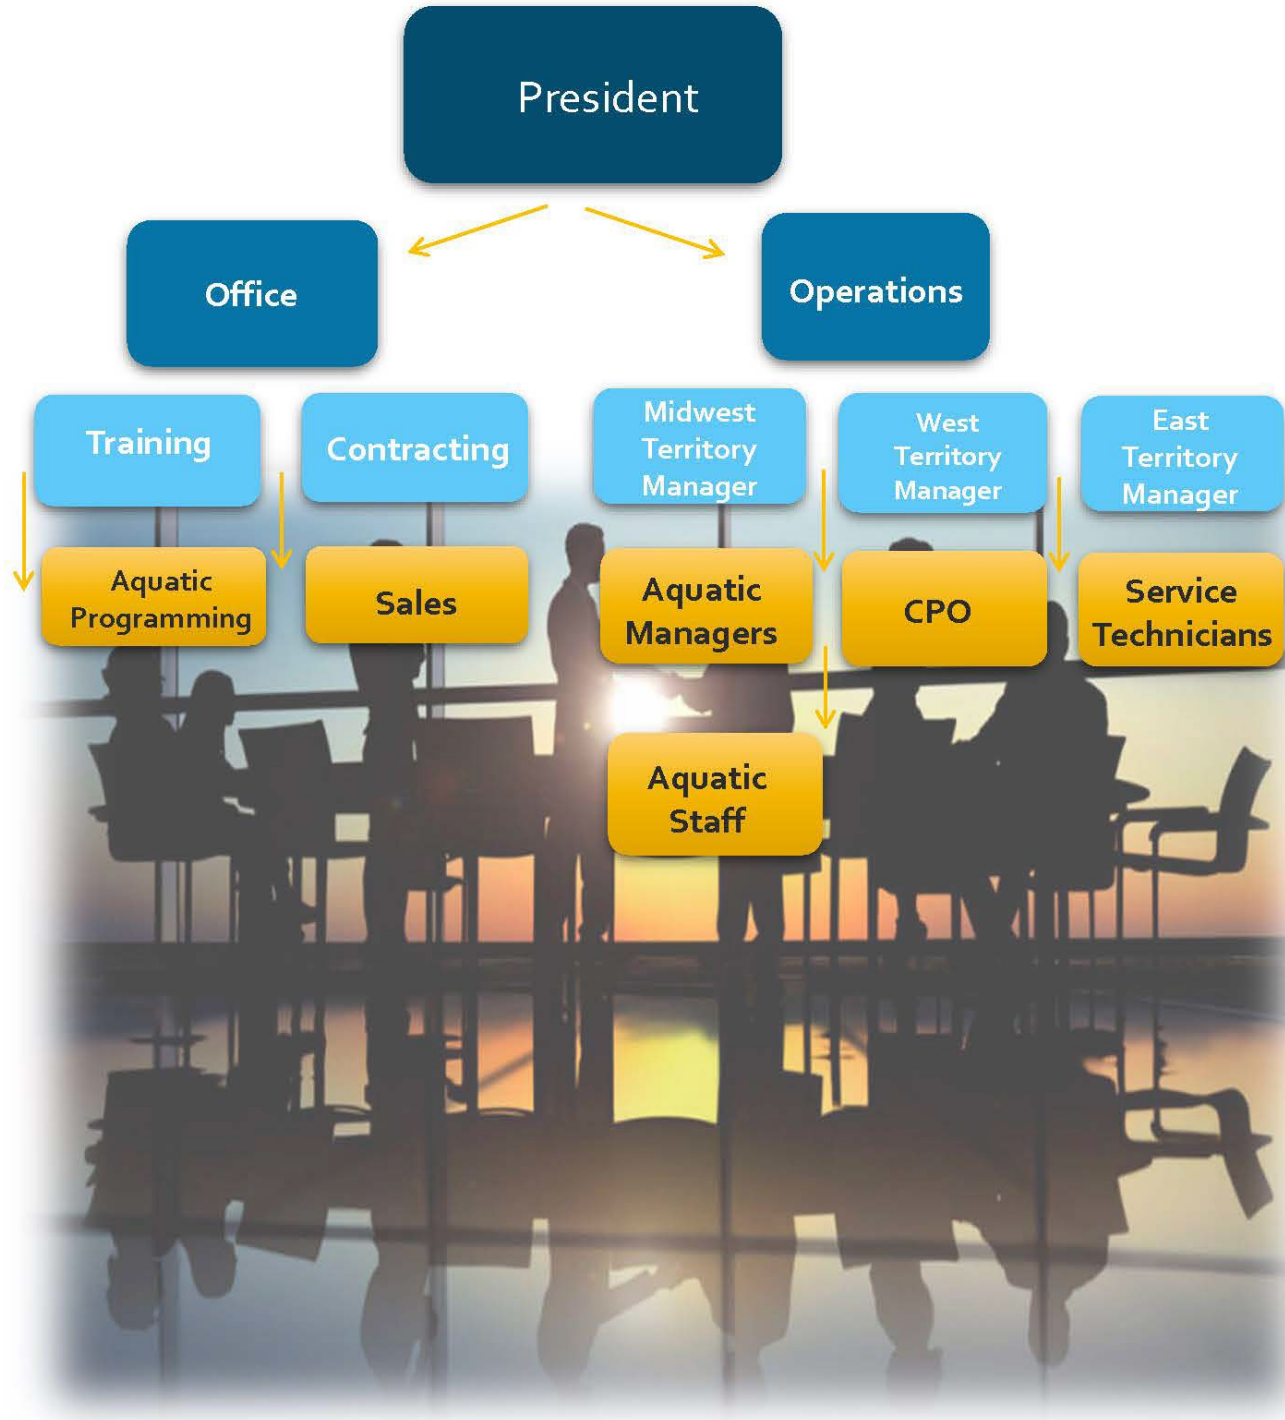 President
Office
Operations
Training
Contracting
Midwest
Territory
Manager
West
Territory
Manager
East
Territory
Manager
Aquatic
Programming
Sales
Aquatic
Managers
CPO
Service
Technicians
Aquatic
Staff